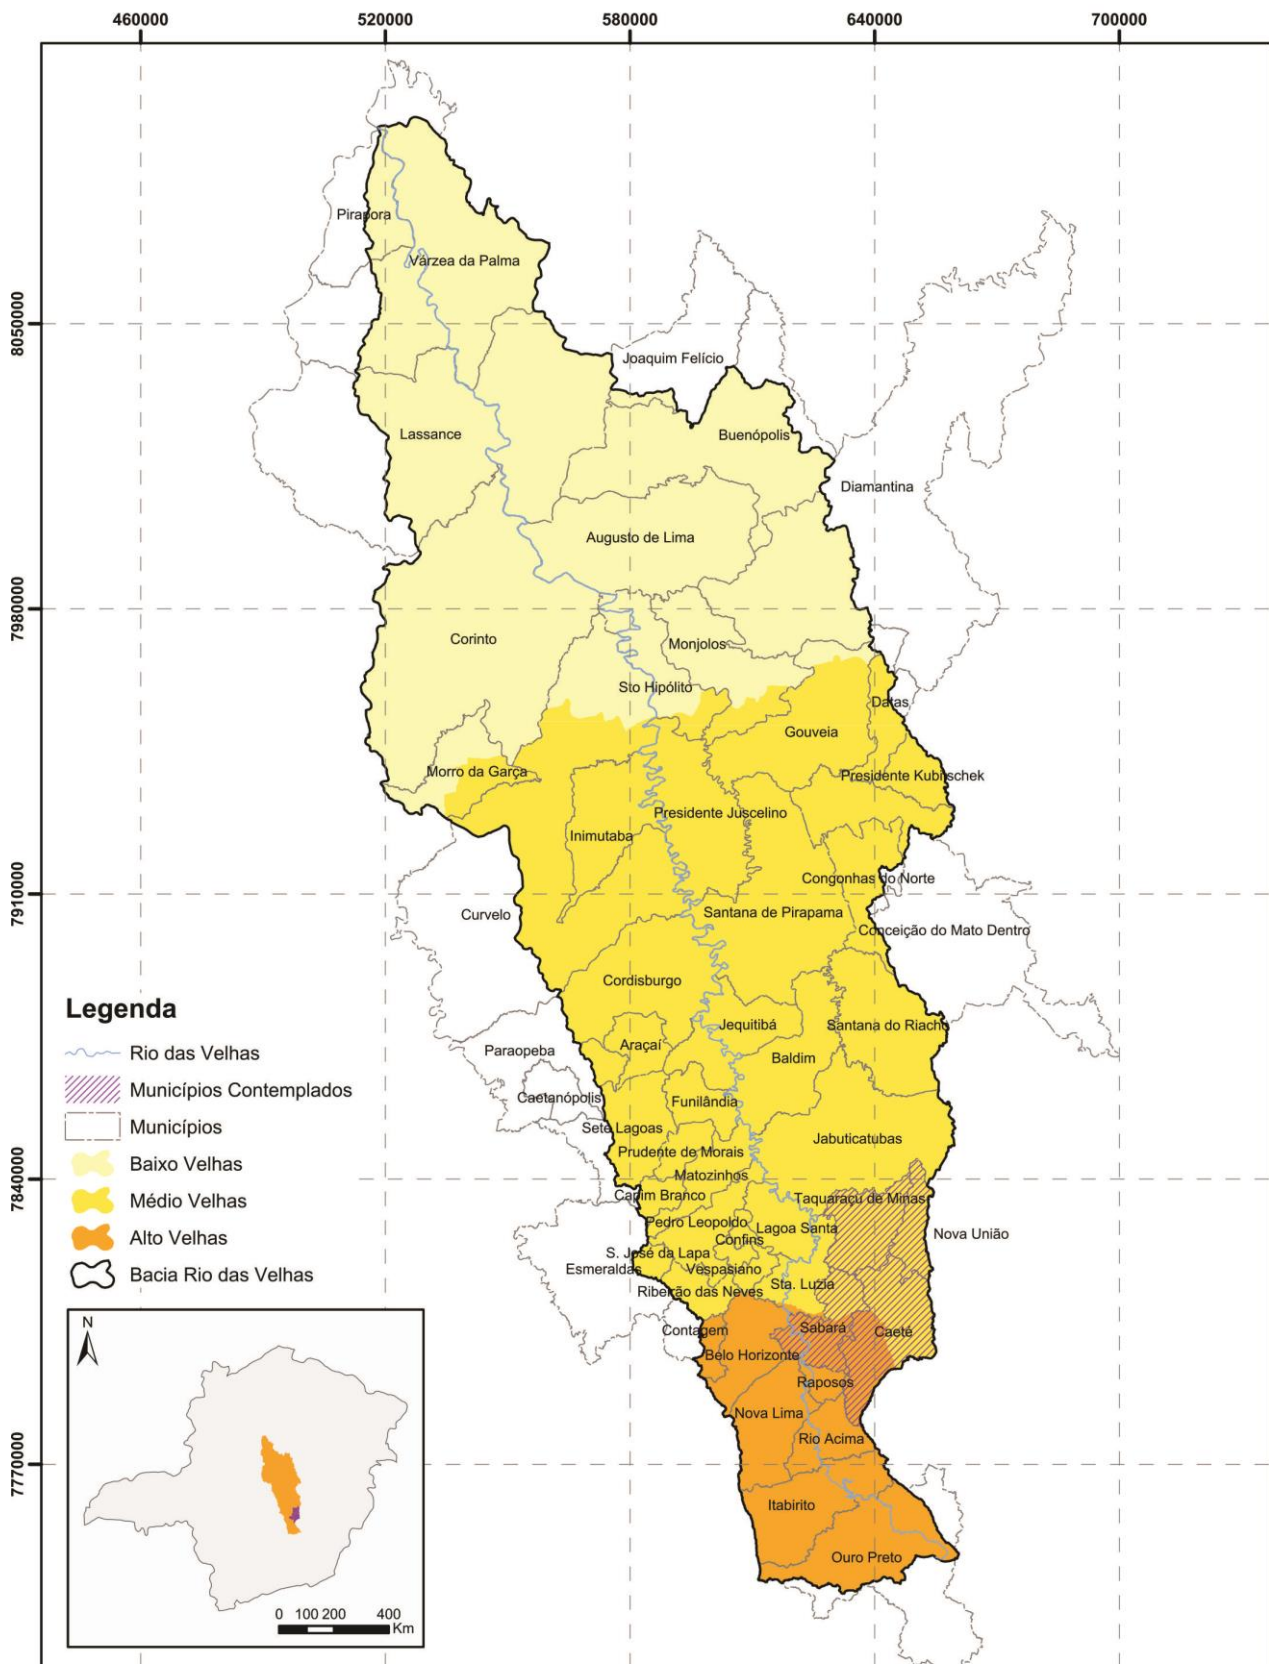 460000 520000 580000 640000 700000
8050000
7980000
7910000
7840000
7770000
Pirapora
Várzea da Palma
Joaquim Felício
Lassance
Buenópolis
Diamantina
Augusto de Lima
Corinto
Monjolos
Sto Hipólito
Datas
Gouveia
Morro da Garça
Presidente Kubitschek
Presidente Juscelino
Inimutaba
Congonhas do Norte
Curvelo
Santana de Pirapama
Conceição do Mato Dentro
Cordisburgo
Jequitibá
Santana do Riacho
Araçaí
Paraopeba
Baldim
Caetanópolis
Funilândia
Sete Lagoas
Jabuticatubas
Prudente de Morais
Matozinhos
Capim Branco
Taquaraçu de Minas
Pedro Leopoldo
Lagoa Santa
Nova União
Confins
S. José da Lapa
Esmeraldas
Vespasiano
Sta. Luzia
Ribeirão das Neves
Contagem
Sabará
Caeté
Belo Horizonte
Raposos
Nova Lima
Rio Acima
Itabirito
Ouro Preto
Legenda
Rio das Velhas
Municípios Contemplados
Municípios
Baixo Velhas
Médio Velhas
Alto Velhas
Bacia Rio das Velhas
N
0 100 200 400
Km